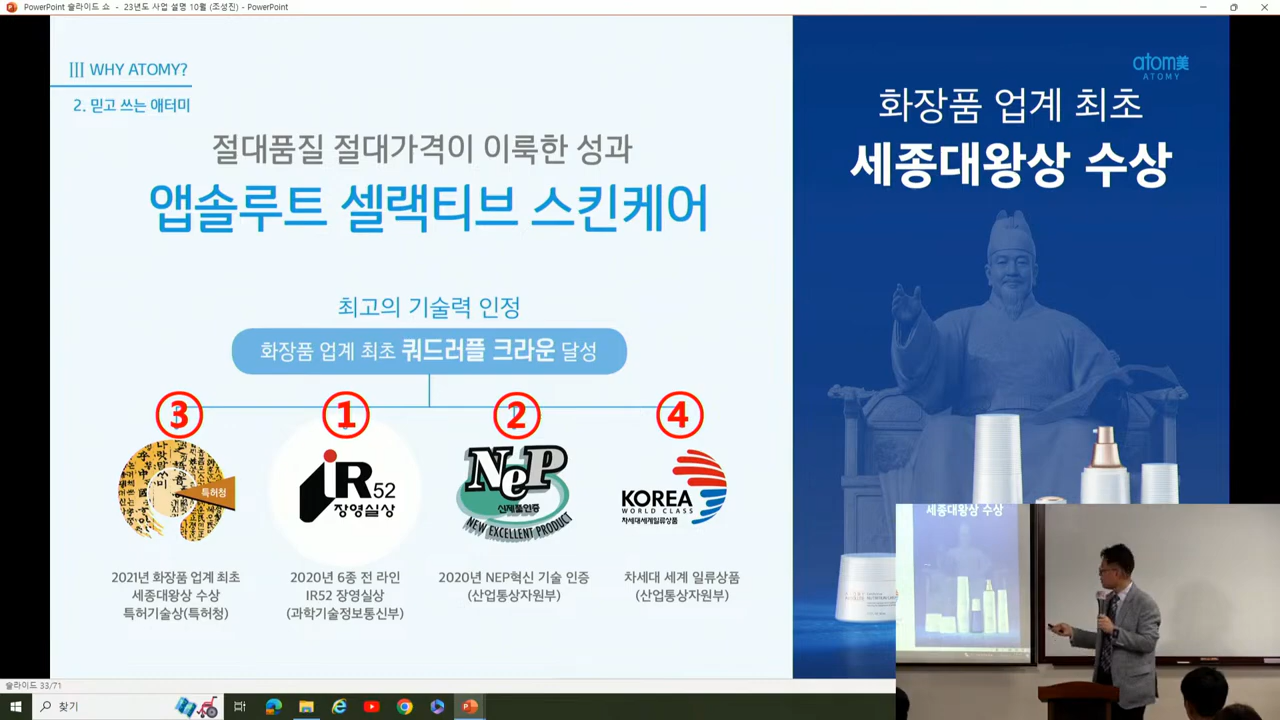 PowerPoint 슬라이드 쇼 - 23년도 사업 설명 10월 (조성진) - PowerPoint
WHY ATOMY?
2. 믿고 쓰는 애터미
절대품질 절대가격이 이룩한 성과
앱솔루트 셀랙티브 스킨케어
최고의 기술력 인정
화장품 업계 최초 쿼드러플 크라운 달성
③
①
②
④
특허청
IR52
장영실상
NeP
신제품인증
NEW EXCELLENT PRODUCT
KOREA
WORLD CLASS
차세대세계일류상품
2021년 화장품 업계 최초
세종대왕상 수상
특허기술상(특허청)
2020년 6종 전 라인
IR52 장영실상
(과학기술정보통신부)
2020년 NEP혁신 기술 인증
(산업통상자원부)
차세대 세계 일류상품
(산업통상자원부)
atom美
ATOMY
화장품 업계 최초
세종대왕상 수상
세종대왕상 수상
슬라이드 33/71
찾기